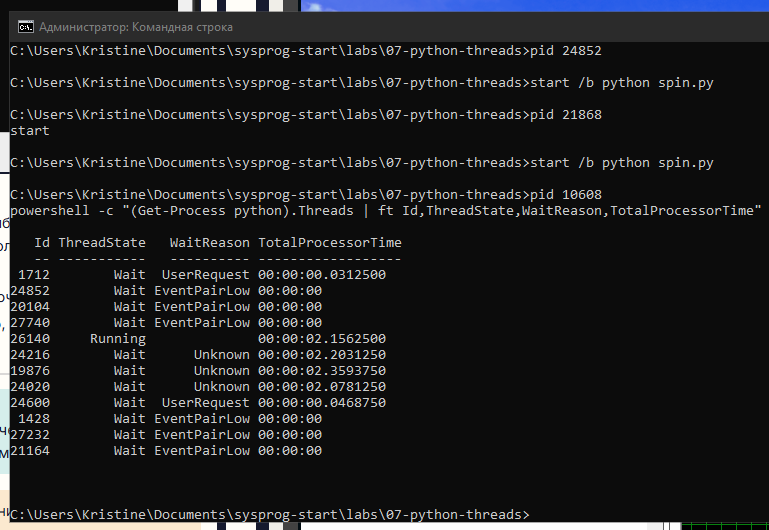 Администратор: Командная строка
C:\Users\Kristine\Documents\sysprog-start\labs\07-python-threads>pid 24852
C:\Users\Kristine\Documents\sysprog-start\labs\07-python-threads>start /b python spin.py
C:\Users\Kristine\Documents\sysprog-start\labs\07-python-threads>pid 21868
start
C:\Users\Kristine\Documents\sysprog-start\labs\07-python-threads>start /b python spin.py
C:\Users\Kristine\Documents\sysprog-start\labs\07-python-threads>pid 10608
powershell -c "(Get-Process python).Threads | ft Id,ThreadState,WaitReason,TotalProcessorTime"
   Id ThreadState   WaitReason TotalProcessorTime
   -- -----------   ---------- ------------------
 1712        Wait  UserRequest 00:00:00.0312500
24852        Wait EventPairLow 00:00:00
20104        Wait EventPairLow 00:00:00
27740        Wait EventPairLow 00:00:00
26140     Running              00:00:02.1562500
24216        Wait      Unknown 00:00:02.2031250
19876        Wait      Unknown 00:00:02.3593750
24020        Wait      Unknown 00:00:02.0781250
24600        Wait  UserRequest 00:00:00.0468750
 1428        Wait EventPairLow 00:00:00
27232        Wait EventPairLow 00:00:00
21164        Wait EventPairLow 00:00:00
C:\Users\Kristine\Documents\sysprog-start\labs\07-python-threads>